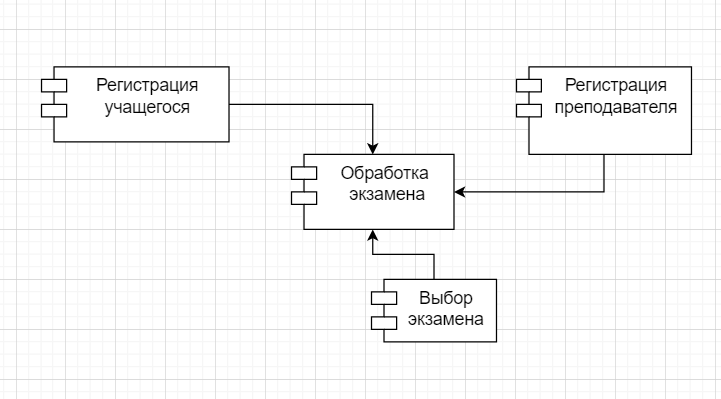 Регистрация
учащегося
Регистрация
преподавателя
Обработка
экзамена
Выбор
экзамена